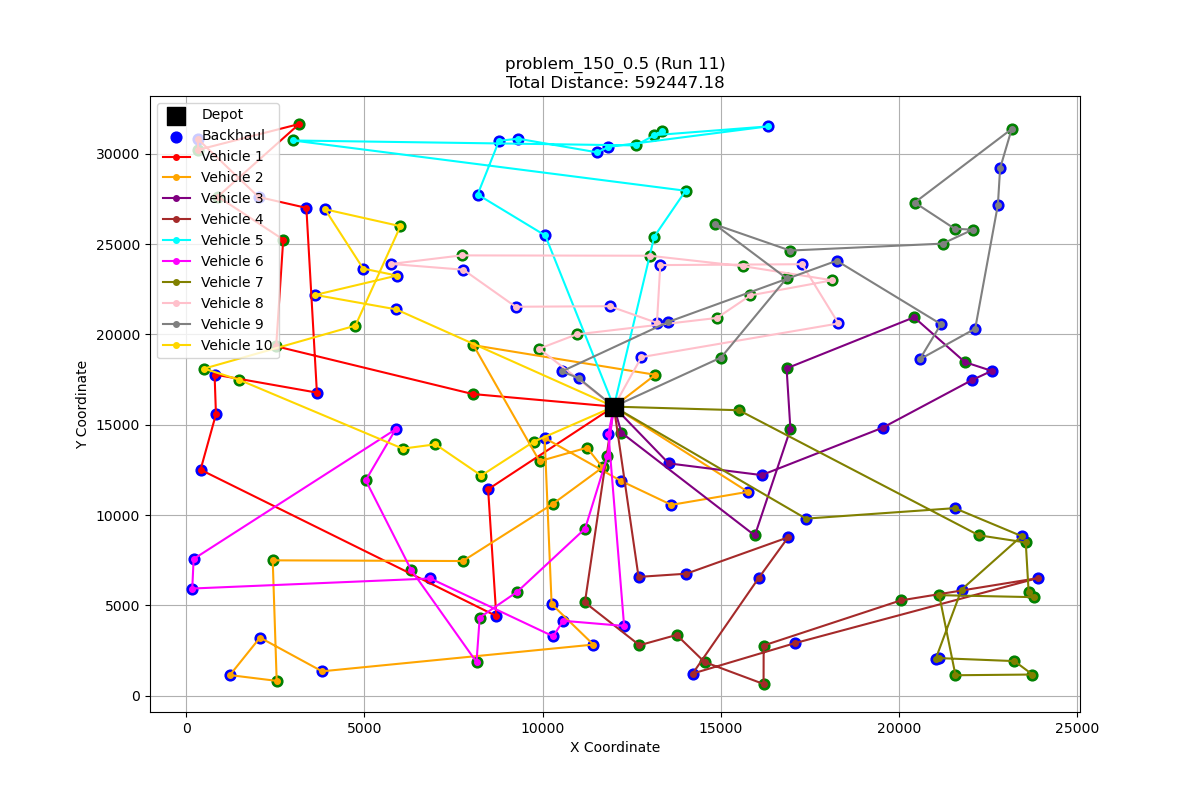 problem_150_0.5 (Run 11)
Total Distance: 592447.18
Depot
Backhaul
Vehicle 1
Vehicle 2
Vehicle 3
Vehicle 4
Vehicle 5
Vehicle 6
Vehicle 7
Vehicle 8
Vehicle 9
Vehicle 10
Y Coordinate
30000
25000
20000
15000
10000
5000
0
0 5000 10000 15000 20000 25000
X Coordinate